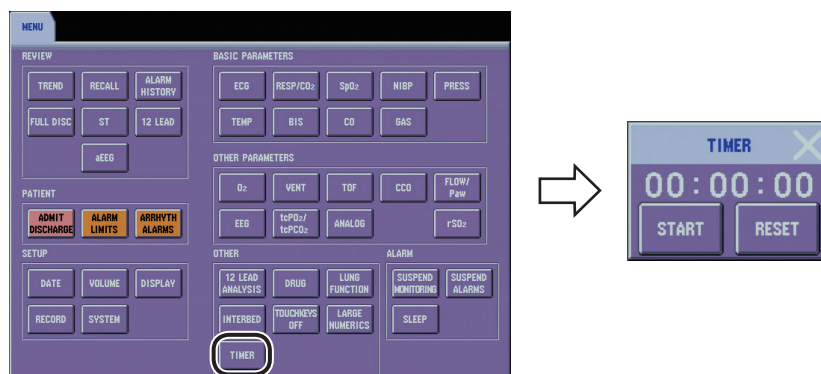 MENU
REVIEW
TREND
RECALL
ALARM
HISTORY
FULL DISC
ST
12 LEAD
aEEG
PATIENT
ADMIT
DISCHARGE
ALARM
LIMITS
ARRHYTH
ALARMS
SETUP
DATE
VOLUME
DISPLAY
RECORD
SYSTEM
BASIC PARAMETERS
ECG
RESP/CO2
SpO2
NIBP
PRESS
TEMP
BIS
CO
GAS
OTHER PARAMETERS
O2
VENT
TOF
CCO
FLOW/
Paw
EEG
tcPO2/
tcPCO2
ANALOG
rSO2
OTHER
12 LEAD
ANALYSIS
DRUG
LUNG
FUNCTION
INTERBED
TOUCHKEYS
OFF
LARGE
NUMERICS
TIMER
ALARM
SUSPEND
MONITORING
SUSPEND
ALARMS
SLEEP
TIMER
00:00:00
START
RESET